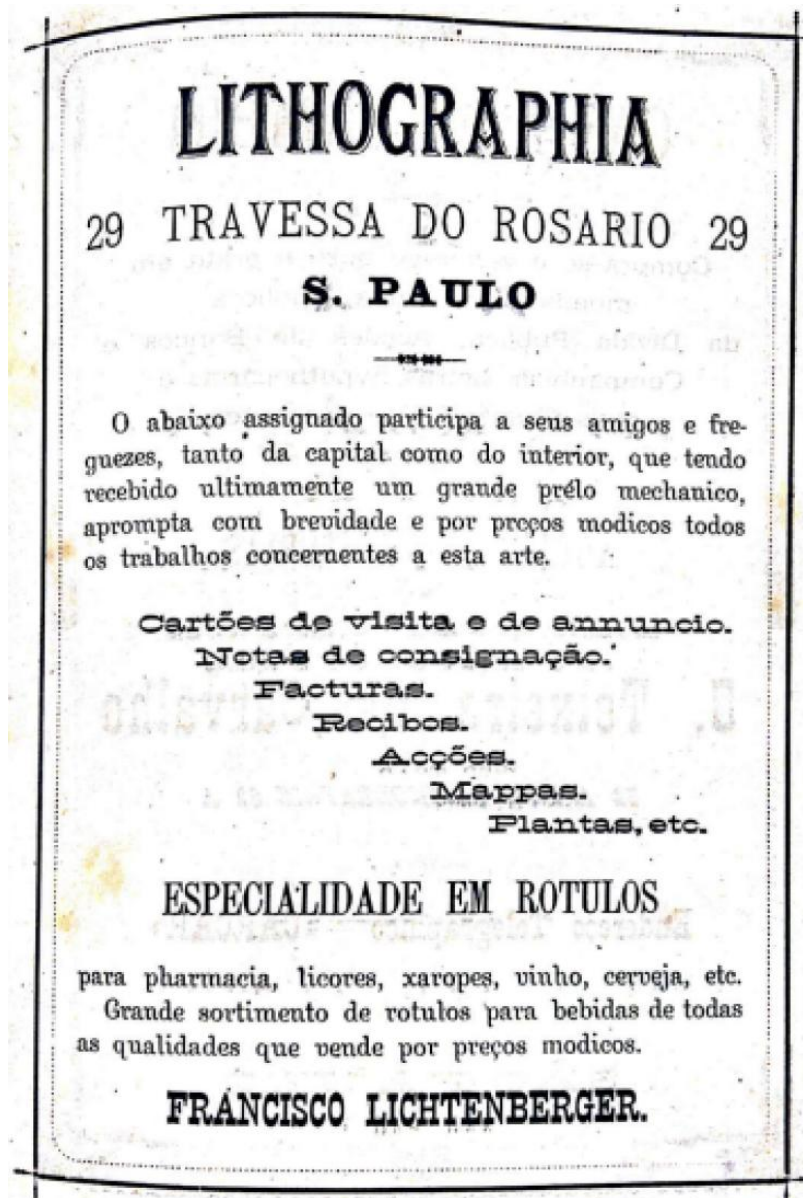 LITHOGRAPHIA
29 TRAVESSA DO ROSARIO 29
S. PAULO
O abaixo assignado participa a seus amigos e fre-
guezes, tanto da capital como do interior, que tendo
recebido ultimamente um grande prélo mechanico,
aprompta com brevidade e por preços modicos todos
os trabalhos concernentes a esta arte.
Cartões de visita e de annuncio.
Notas de consignação.
Facturas.
Recibos.
Acções.
Mappas.
Plantas, etc.
ESPECIALIDADE EM ROTULOS
para pharmacia, licores, xaropes, vinho, cerveja, etc.
Grande sortimento de rotulos para bebidas de todas
as qualidades que vende por preços modicos.
FRANCISCO LICHTENBERGER.